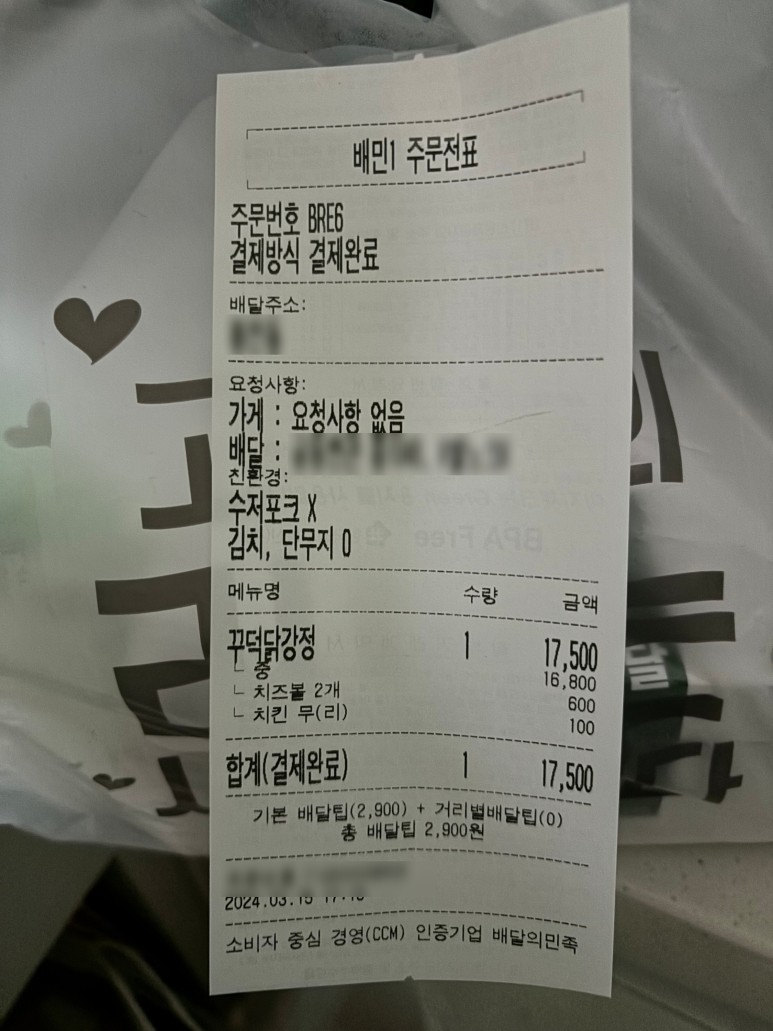 배민1 주문전표
주문번호 BRE6
결제방식 결제완료
배달주소:
요청사항:
가게 : 요청사항 없음
배달 :
친환경:
수저포크 X
김치, 단무지 O
메뉴명 수량 금액
꾸덕닭강정 1 17,500
└ 중 16,800
└ 치즈볼 2개 600
└ 치킨 무(리) 100
합계(결제완료) 1 17,500
기본 배달팁(2,900) + 거리별배달팁(0)
총 배달팁 2,900원
2024.03.15
소비자 중심 경영(CCM) 인증기업 배달의민족